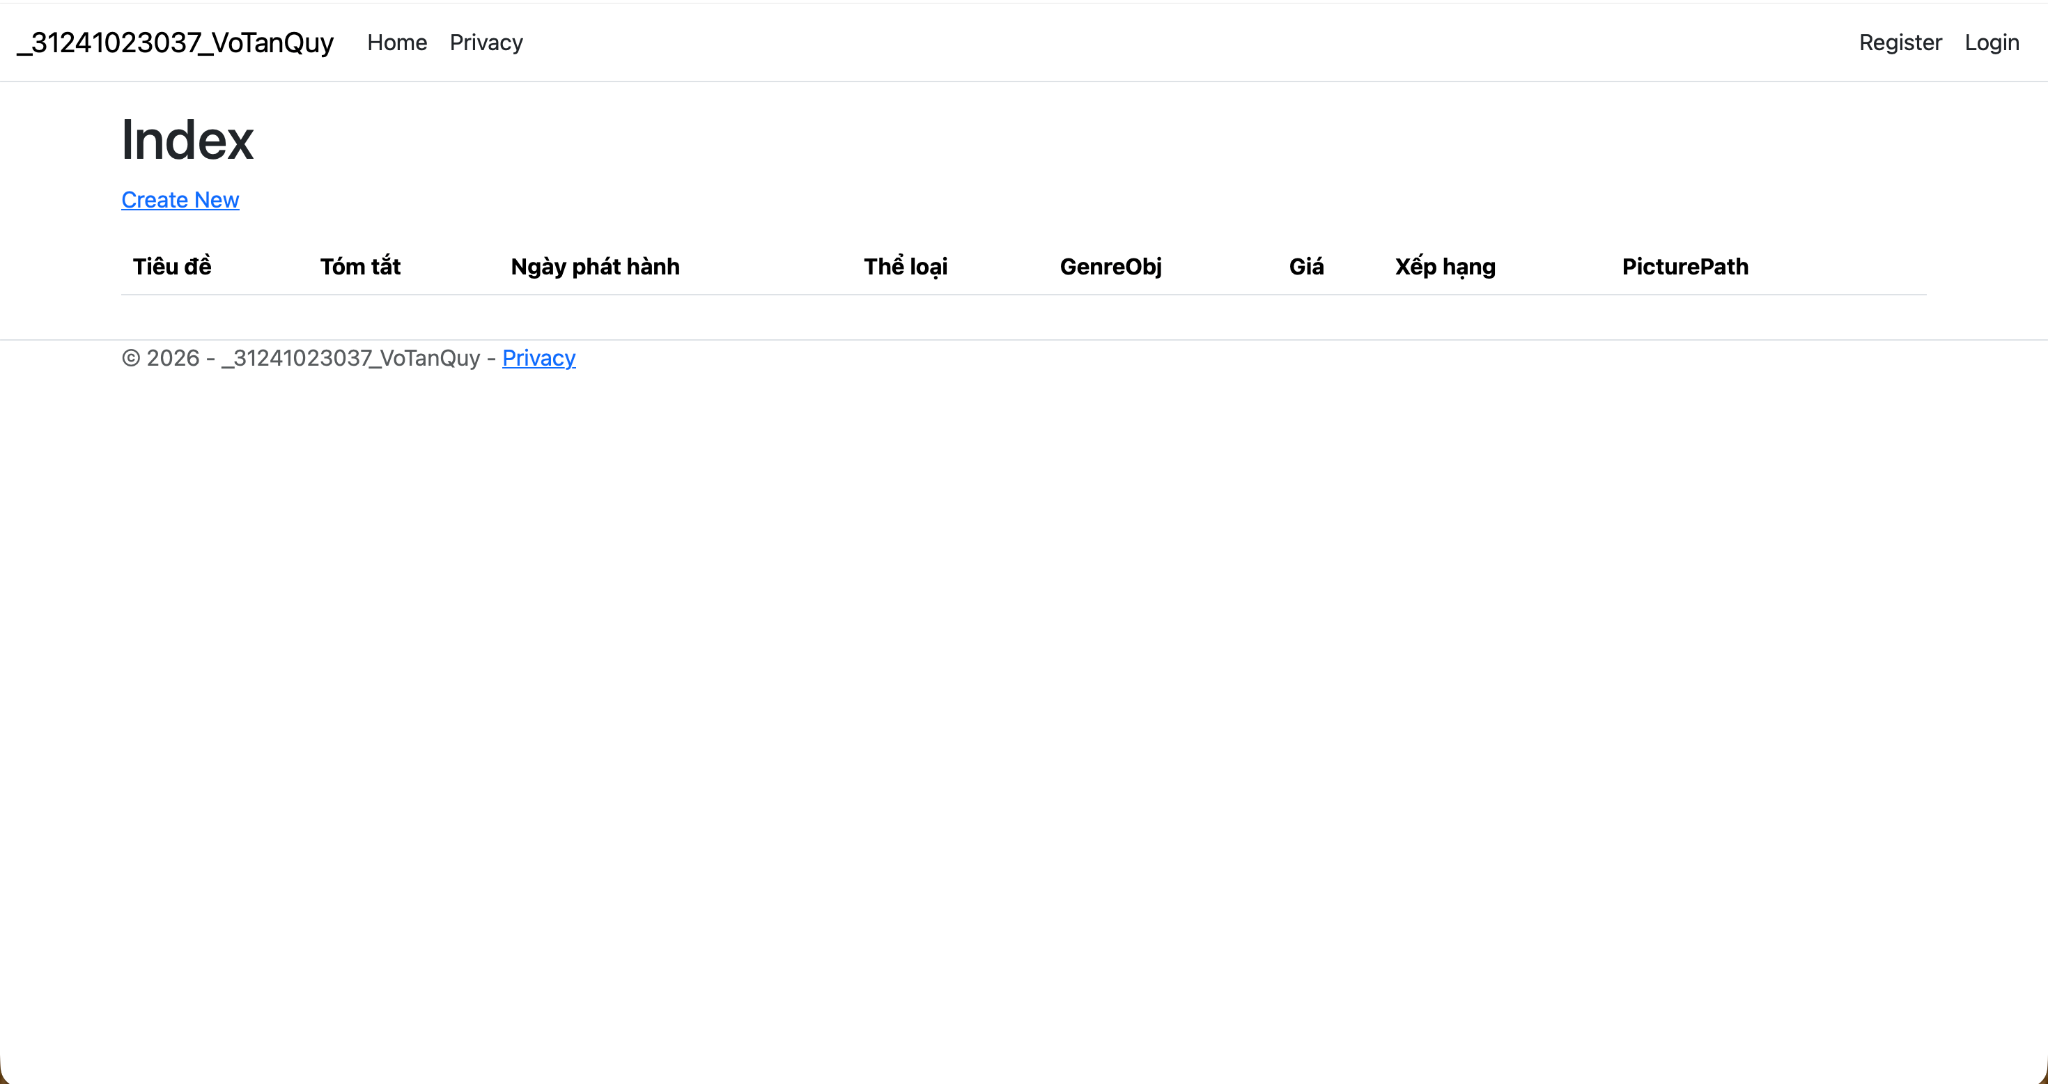 _31241023037_VoTanQuy Home Privacy Register Login
Index
Create New
Tiêu đề Tóm tắt Ngày phát hành Thể loại GenreObj Giá Xếp hạng PicturePath
© 2026 - _31241023037_VoTanQuy - Privacy